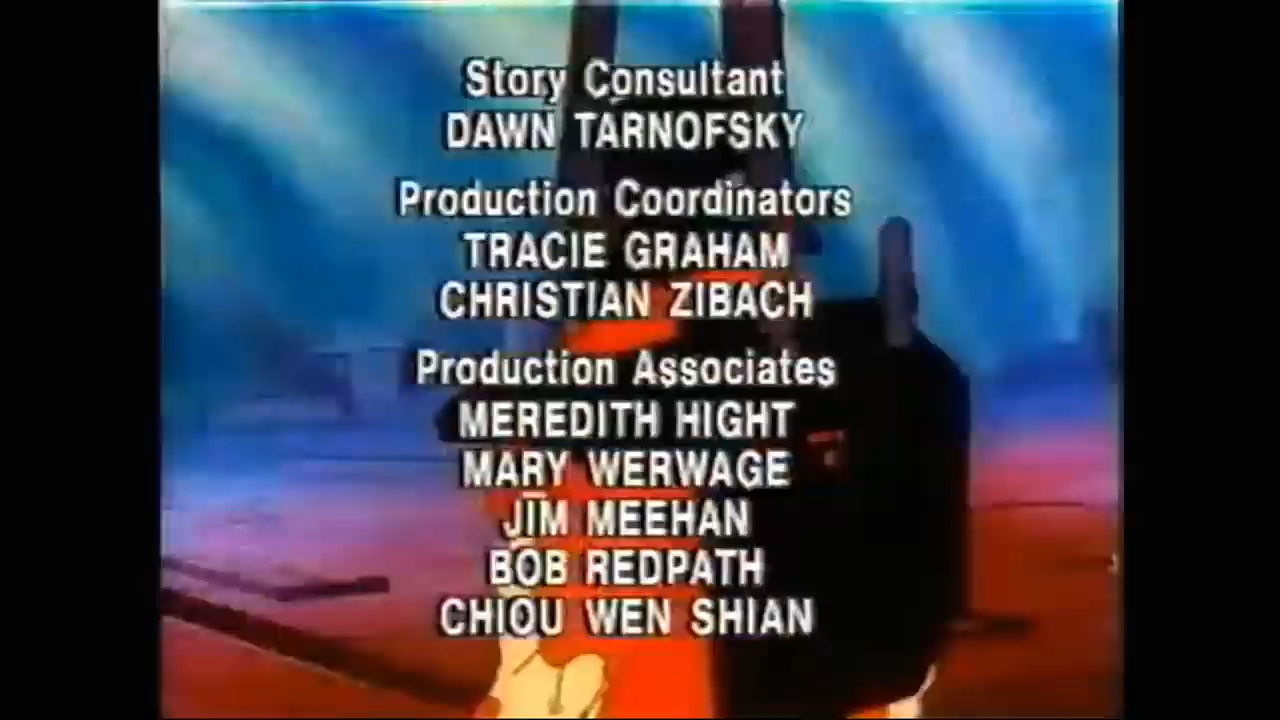 Story Consultant
DAWN TARNOFSKY
Production Coordinators
TRACIE GRAHAM
CHRISTIAN ZIBACH
Production Associates
MEREDITH HIGHT
MARY WERWAGE
JIM MEEHAN
BOB REDPATH
CHIOU WEN SHIAN